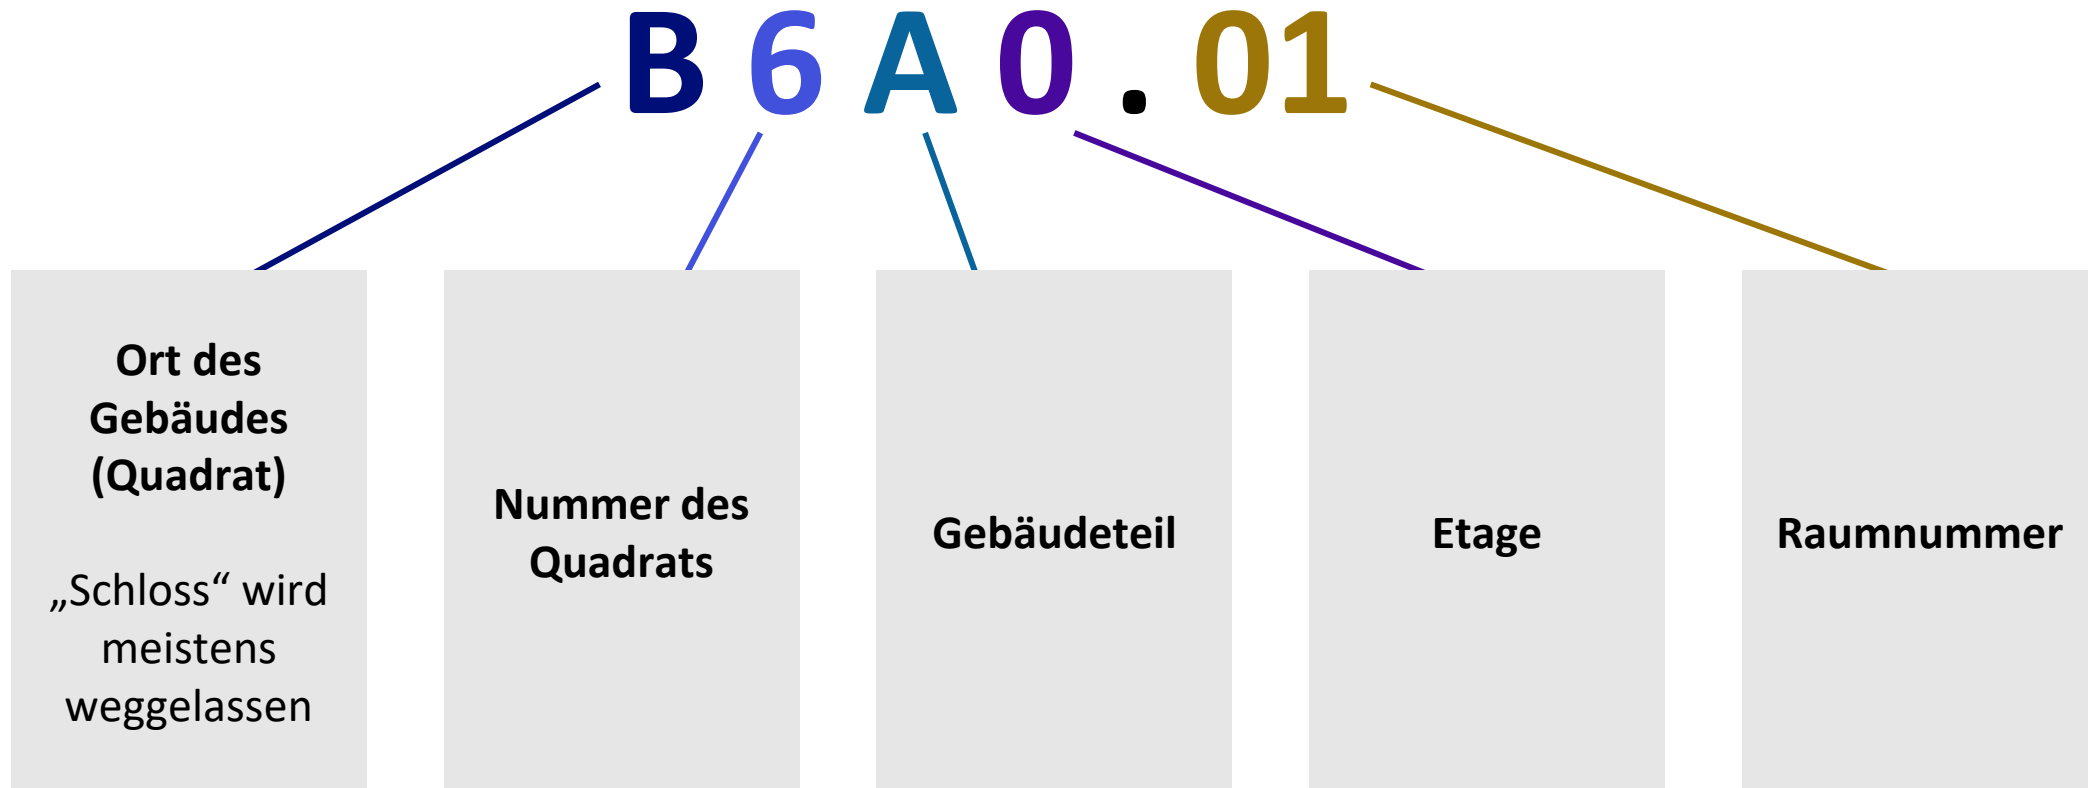 B 6 A 0 . 01
Ort des
Gebäudes
(Quadrat)
„Schloss“ wird
meistens
weggelassen
Nummer des
Quadrats
Gebäudeteil
Etage
Raumnummer